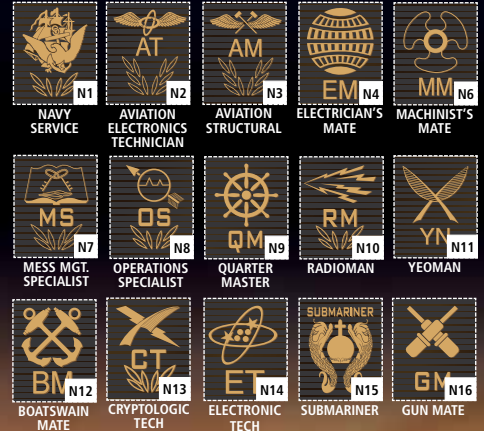 AT
AM
EM
MM
N1
N2
N3
N4
N6
NAVY
SERVICE
AVIATION
ELECTRONICS
TECHNICIAN
AVIATION
STRUCTURAL
ELECTRICIAN'S
MATE
MACHINIST'S
MATE
MS
OS
QM
RM
YN
N7
N8
N9
N10
N11
MESS MGT.
SPECIALIST
OPERATIONS
SPECIALIST
QUARTER
MASTER
RADIOMAN
YEOMAN
SUBMARINER
BM
CT
ET
GM
N12
N13
N14
N15
N16
BOATSWAIN
MATE
CRYPTOLOGIC
TECH
ELECTRONIC
TECH
SUBMARINER
GUN MATE